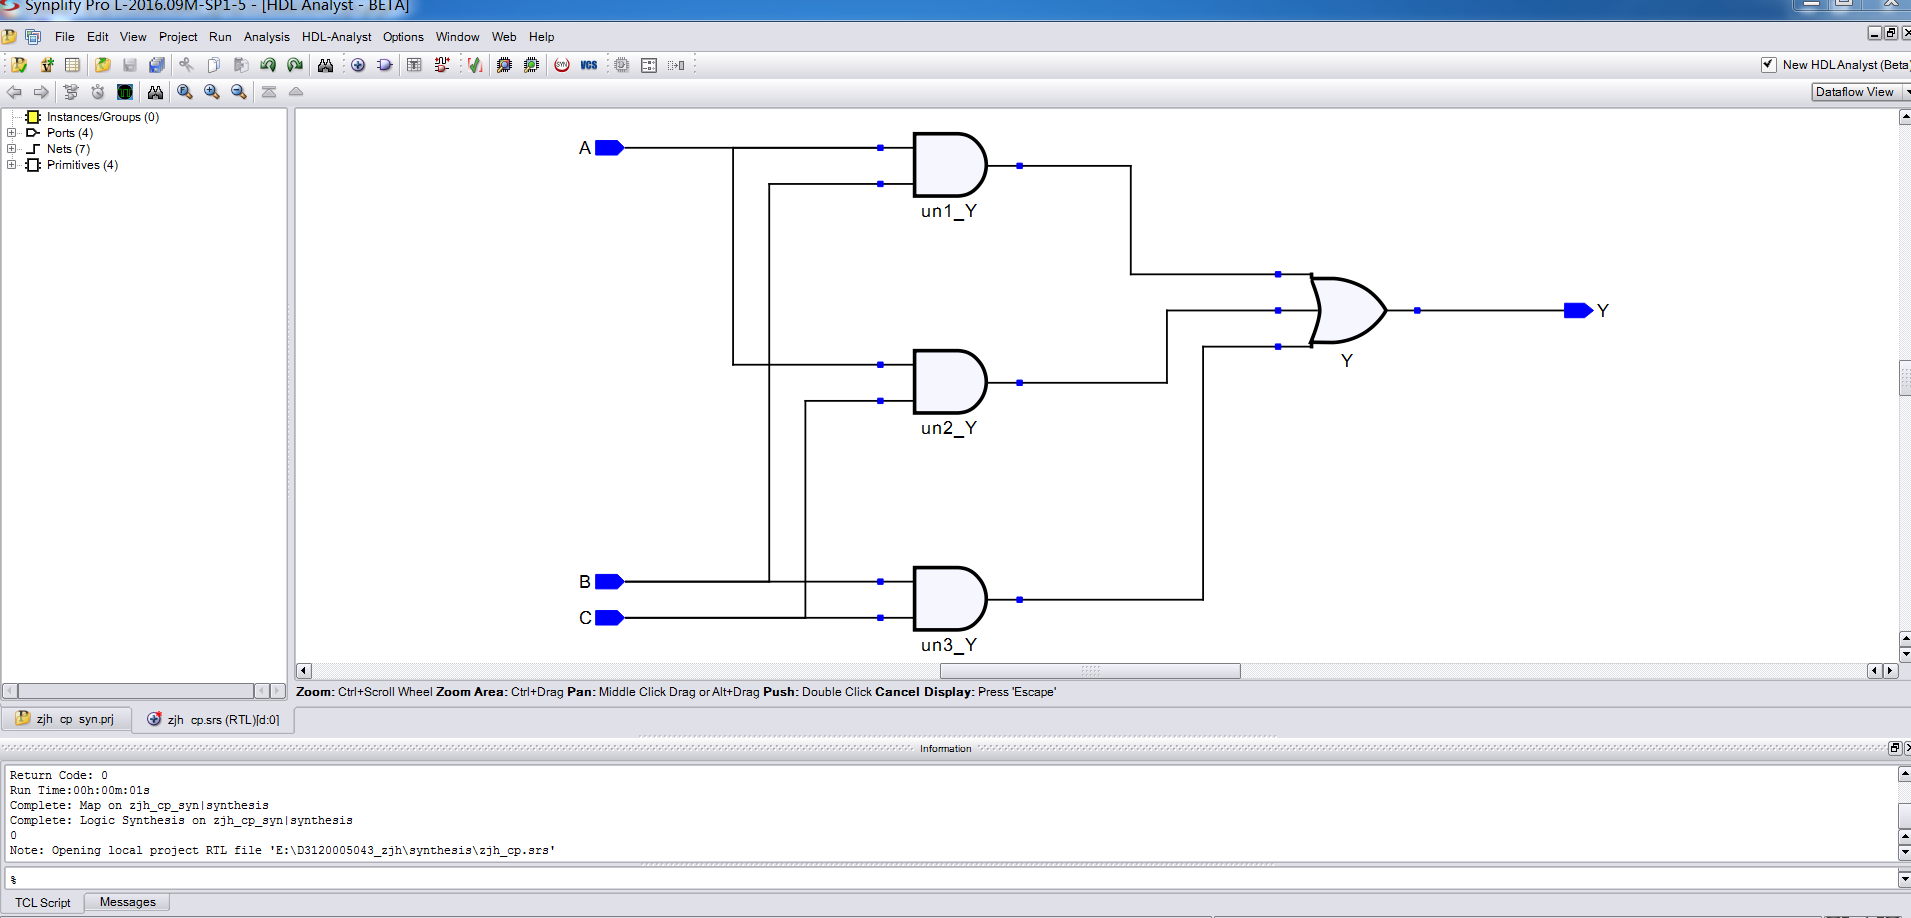 Synplify Pro L-2016.09M-SP1-5 - [HDL Analyst - BETA]
File Edit View Project Run Analysis HDL-Analyst Options Window Web Help
SYN VCS New HDLAnalyst (Beta)
Dataflow View
Instances/Groups (0)
Ports (4)
Nets (7)
Primitives (4)
A
un1_Y
Y
Y
un2_Y
B
C
un3_Y
Zoom: Ctrl+Scroll Wheel Zoom Area: Ctrl+Drag Pan: Middle Click Drag or Alt+Drag Push: Double Click Cancel Display: Press 'Escape'
zjh cp syn.prj zjh cp.srs (RTL)[d:0]
Information
Return Code: 0
Run Time:00h:00m:01s
Complete: Map on zjh_cp_syn|synthesis
Complete: Logic Synthesis on zjh_cp_syn|synthesis
0
Note: Opening local project RTL file 'E:\D3120005043_zjh\synthesis\zjh_cp.srs'
%
TCL Script Messages